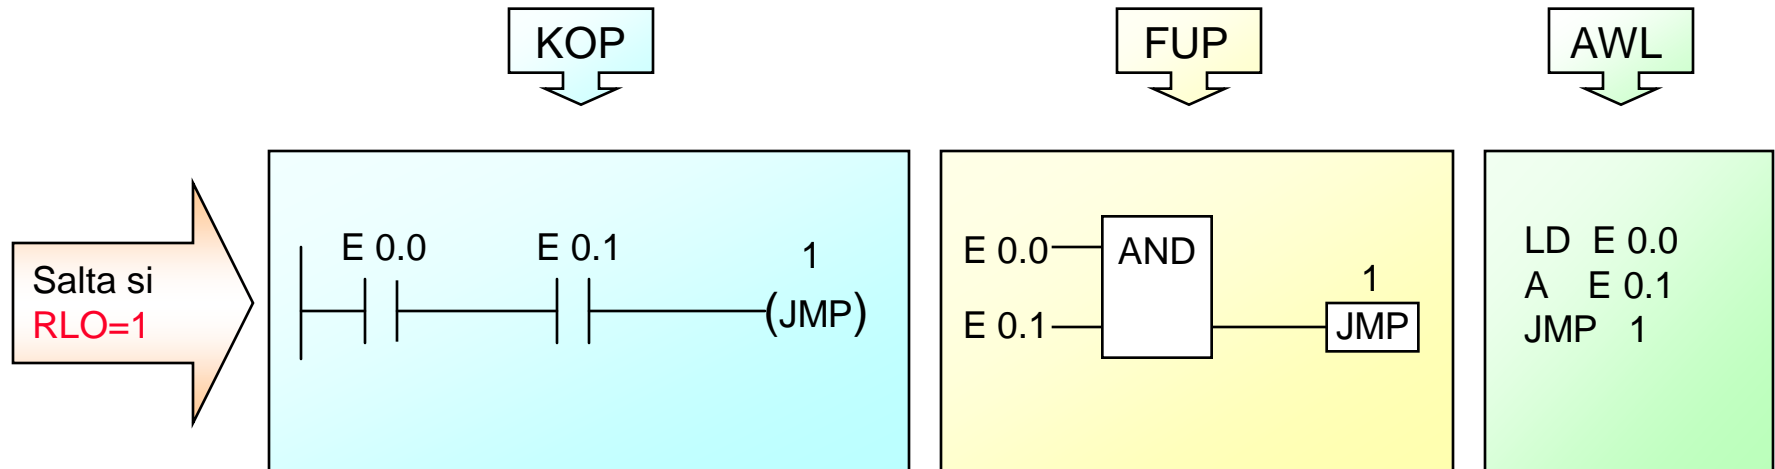 KOP
FUP
AWL
Salta si
RLO=1
E 0.0 E 0.1 1
(JMP)
E 0.0 AND
1
E 0.1 JMP
LD E 0.0
A E 0.1
JMP 1